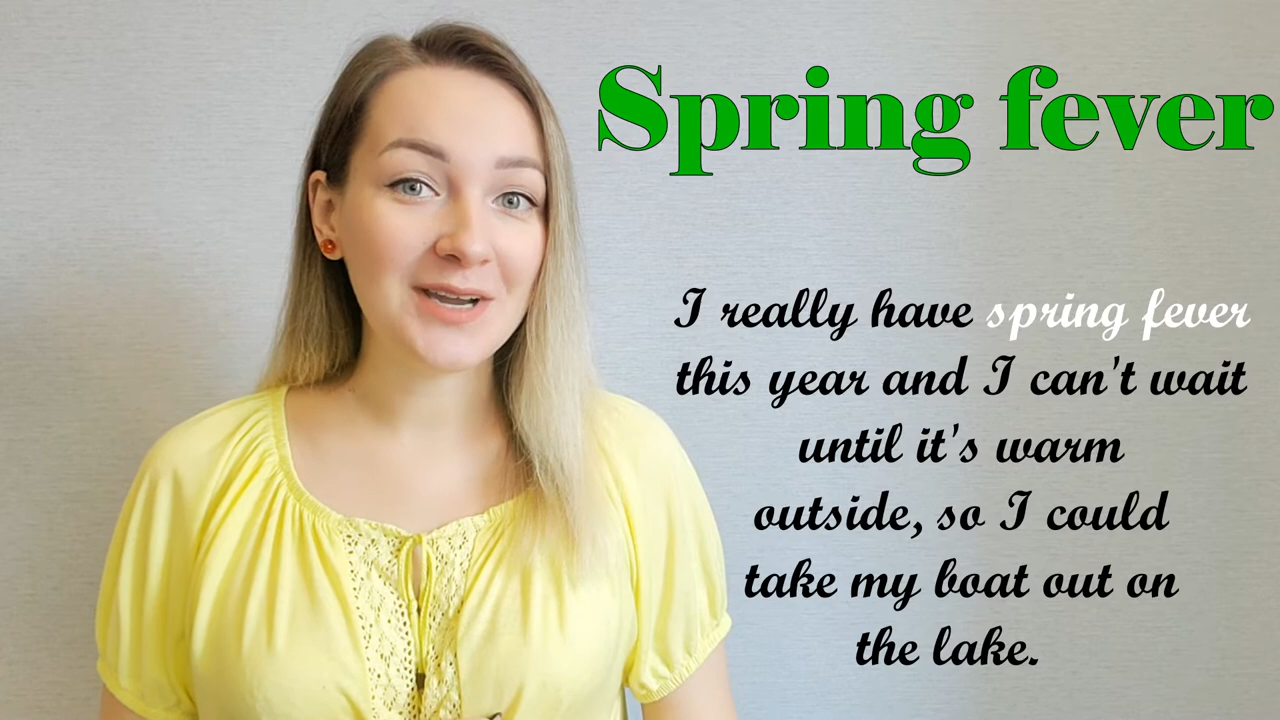 Spring fever
I really have spring fever
this year and I can't wait
until it's warm
outside, so I could
take my boat out on
the lake.